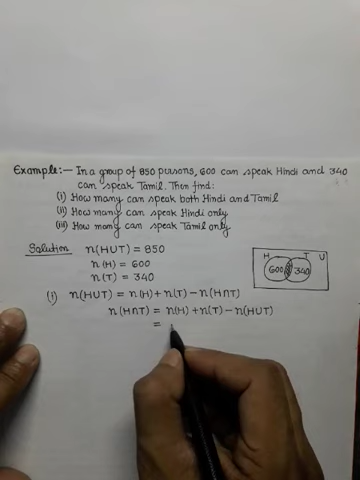 Example:— In a group of 850 persons, 600 can speak Hindi and 340
can speak Tamil. Then find:
(i) How many can speak both Hindi and Tamil
(ii) How many can speak Hindi only
(iii) How many can speak Tamil only
Solution n(HUT) = 850
n(H) = 600
n(T) = 340
H T U
600 340
(i) n(HUT) = n(H) + n(T) - n(H∩T)
n(H∩T) = n(H) + n(T) - n(HUT)
=